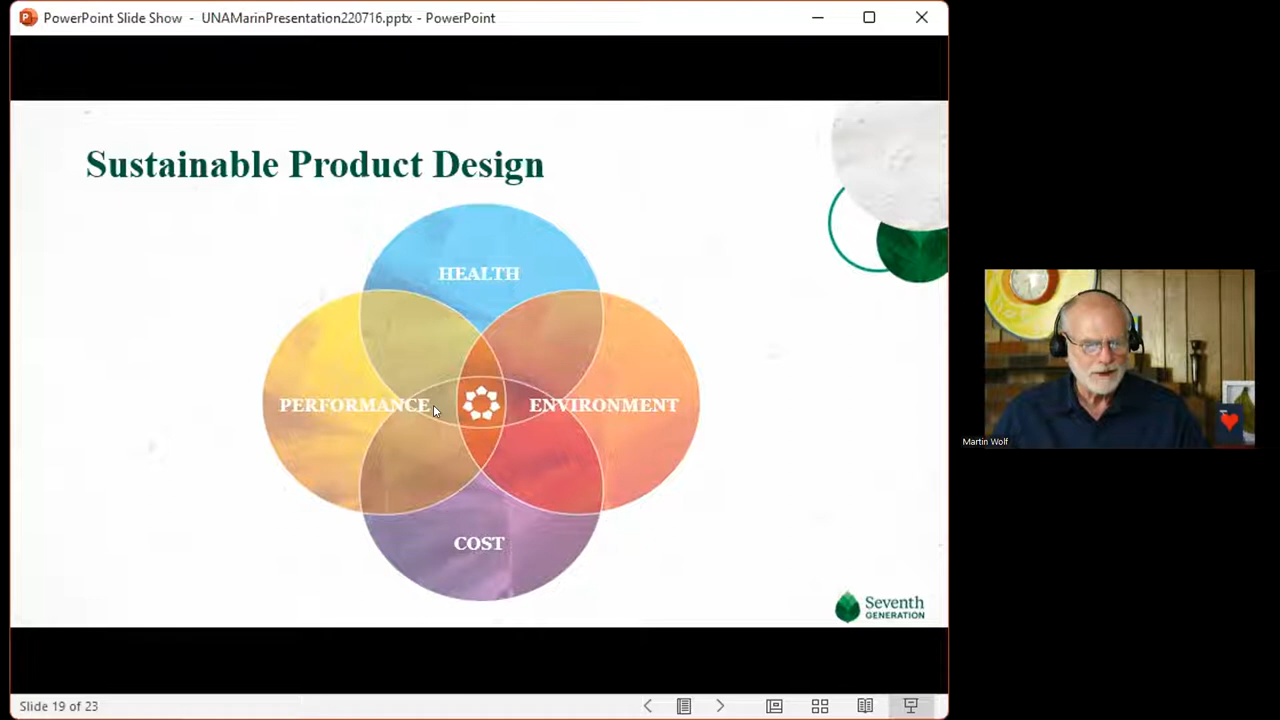 PowerPoint Slide Show - UNAMarinPresentation220716.pptx - PowerPoint
Sustainable Product Design
HEALTH
PERFORMANCE
ENVIRONMENT
COST
Seventh
GENERATION
Martin Wolf
Slide 19 of 23